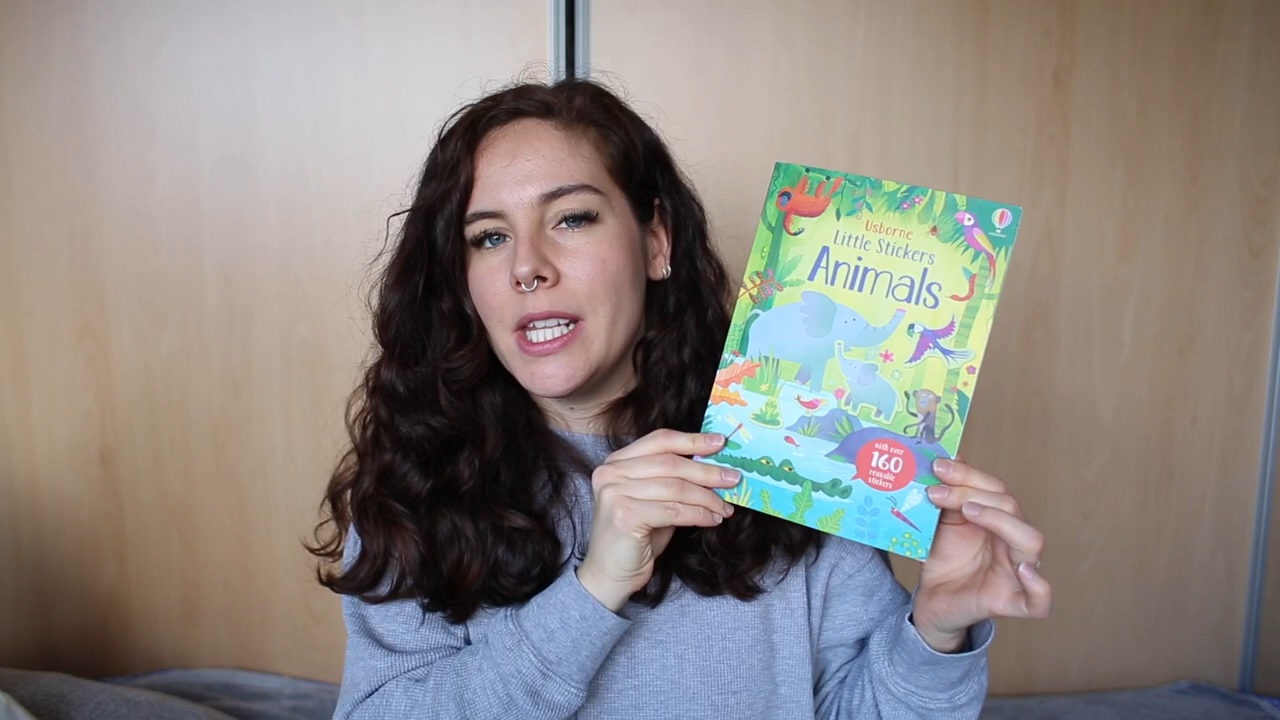 Usborne
Little Stickers
Animals
with over
160
reusable
stickers